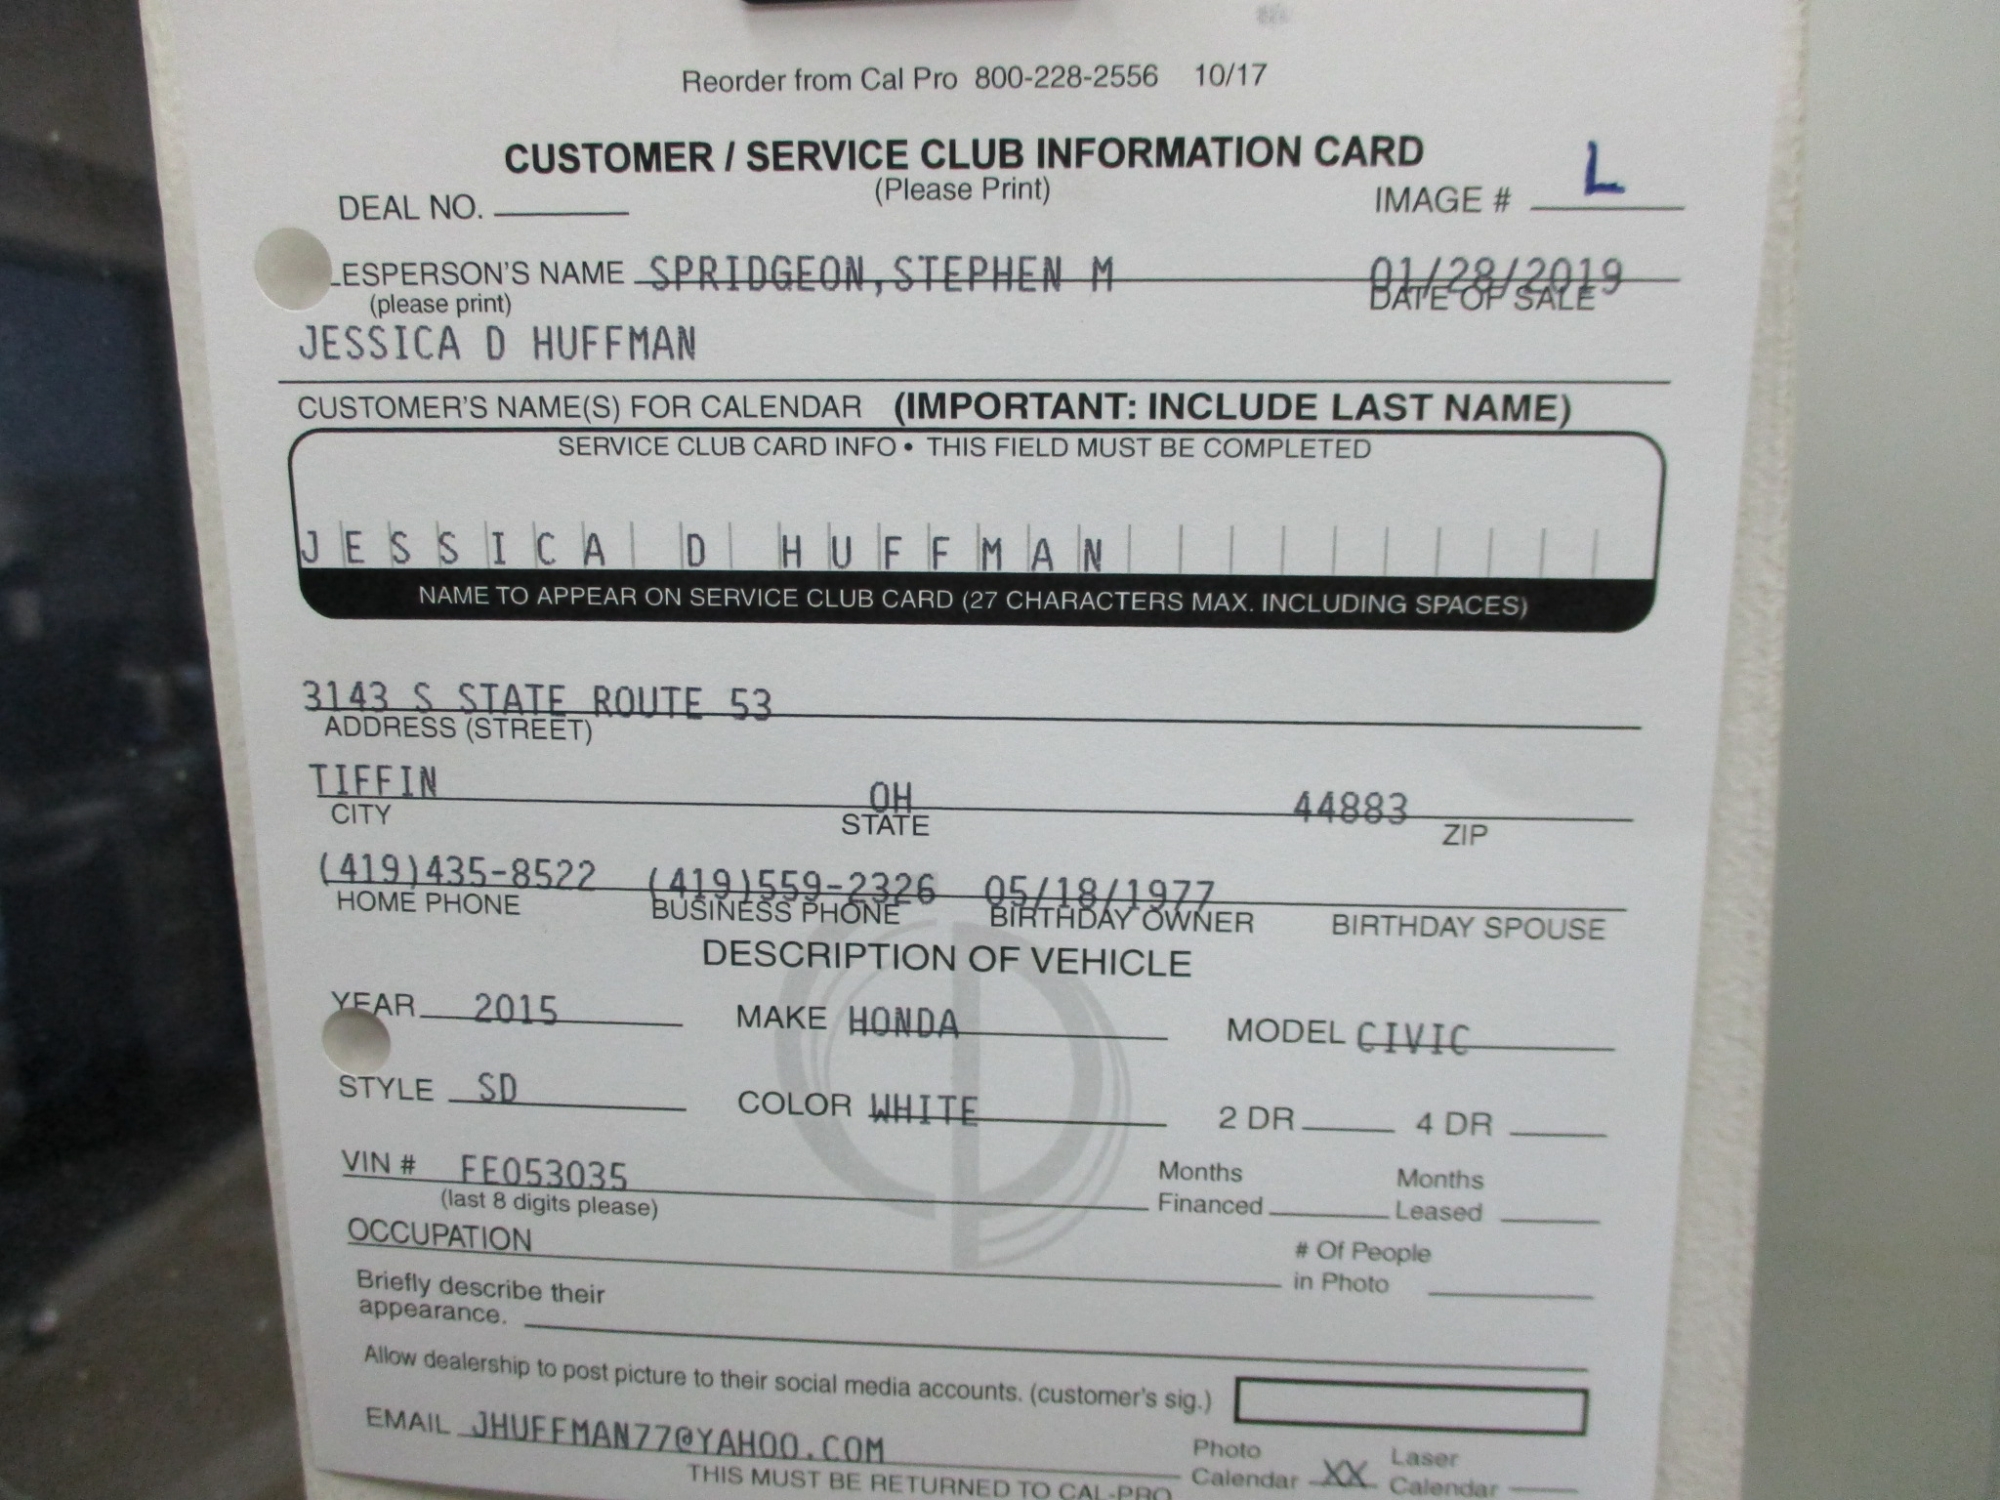 Reorder from Cal Pro 800-228-2556 10/17
CUSTOMER / SERVICE CLUB INFORMATION CARD
(Please Print)
DEAL NO. IMAGE # L
LESPERSON'S NAME SPRIDGEON,STEPHEN M 01/28/2019
(please print) DATE OF SALE
JESSICA D HUFFMAN
CUSTOMER'S NAME(S) FOR CALENDAR (IMPORTANT: INCLUDE LAST NAME)
SERVICE CLUB CARD INFO • THIS FIELD MUST BE COMPLETED
JESSICA D HUFFMAN
NAME TO APPEAR ON SERVICE CLUB CARD (27 CHARACTERS MAX. INCLUDING SPACES)
3143 S STATE ROUTE 53
ADDRESS (STREET)
TIFFIN OH 44883
CITY STATE ZIP
(419)435-8522 (419)559-2326 05/18/1977
HOME PHONE BUSINESS PHONE BIRTHDAY OWNER BIRTHDAY SPOUSE
DESCRIPTION OF VEHICLE
YEAR 2015 MAKE HONDA MODEL CIVIC
STYLE SD COLOR WHITE 2 DR 4 DR
VIN # FE053035 Months Months
(last 8 digits please) Financed Leased
OCCUPATION # Of People
in Photo
Briefly describe their
appearance.
Allow dealership to post picture to their social media accounts. (customer's sig.)
EMAIL JHUFFMAN77@YAHOO.COM Photo Laser
Calendar XX Calendar
THIS MUST BE RETURNED TO CAL-PRO